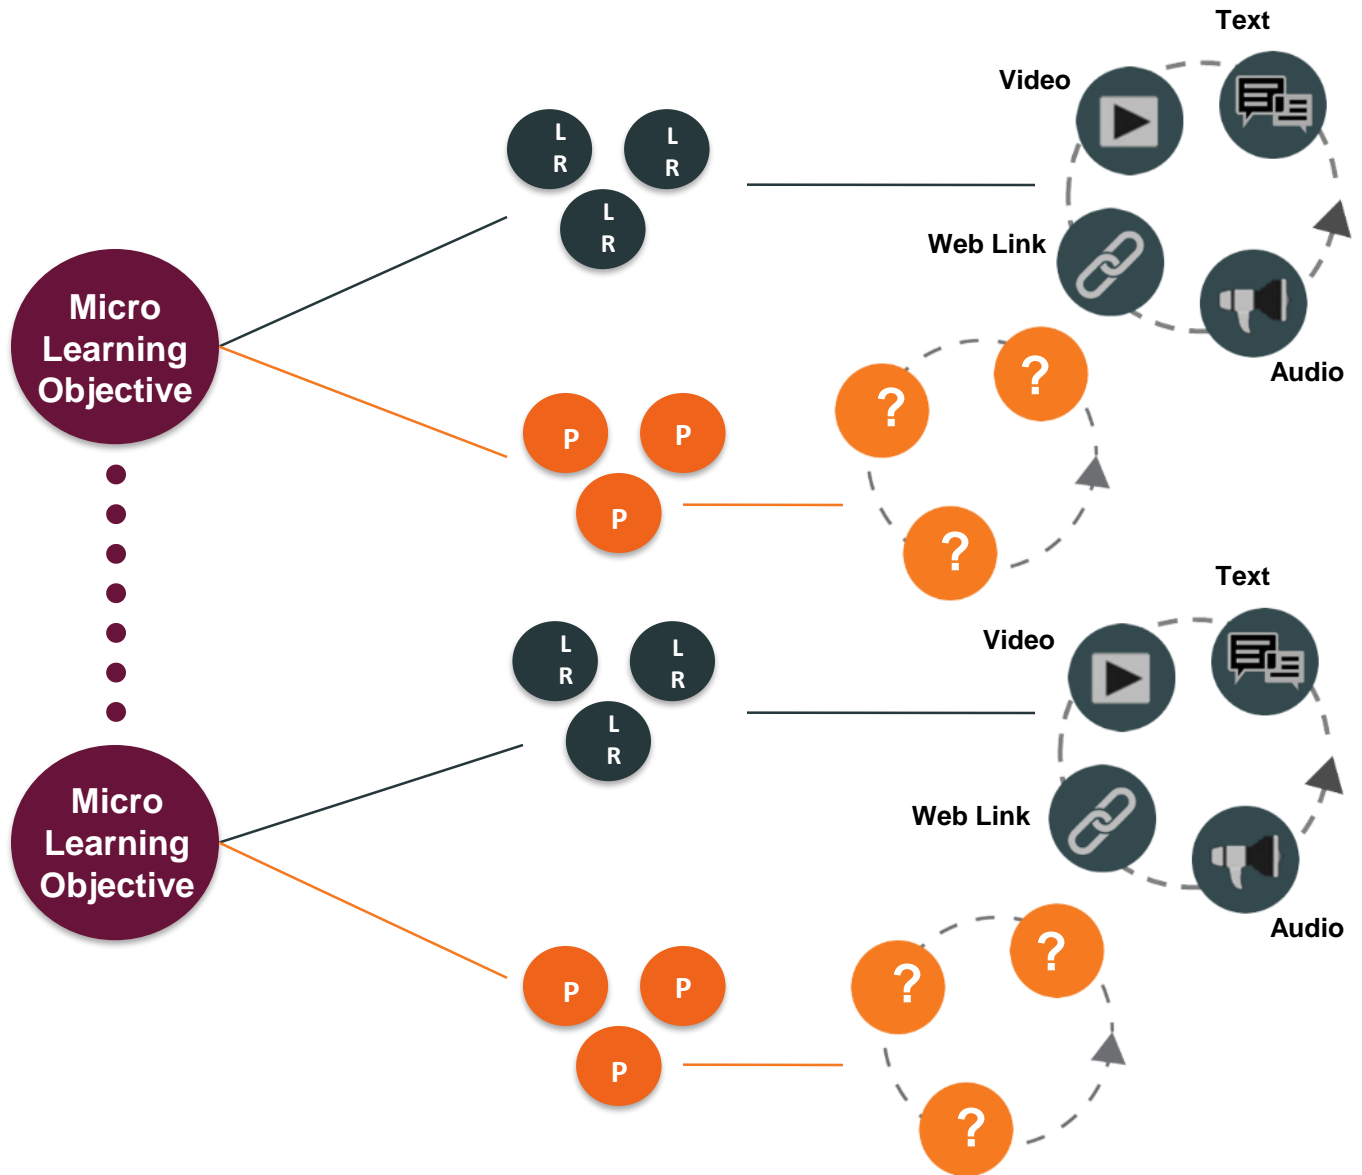 Text
Video
L
R
L
R
L
R
Web Link
Micro
Learning
Objective
Audio
?
?
P
P
P
?
Text
Video
L
R
L
R
L
R
Web Link
Micro
Learning
Objective
Audio
?
?
P
P
P
?